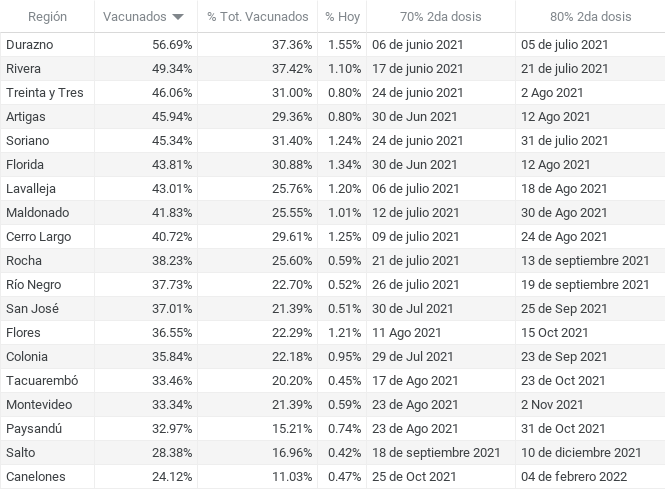 Región Vacunados % Tot. Vacunados % Hoy 70% 2da dosis 80% 2da dosis
Durazno 56.69% 37.36% 1.55% 06 de junio 2021 05 de julio 2021
Rivera 49.34% 37.42% 1.10% 17 de junio 2021 21 de julio 2021
Treinta y Tres 46.06% 31.00% 0.80% 24 de junio 2021 2 Ago 2021
Artigas 45.94% 29.36% 0.80% 30 de Jun 2021 12 Ago 2021
Soriano 45.34% 31.40% 1.24% 24 de junio 2021 31 de julio 2021
Florida 43.81% 30.88% 1.34% 30 de Jun 2021 12 Ago 2021
Lavalleja 43.01% 25.76% 1.20% 06 de julio 2021 18 de Ago 2021
Maldonado 41.83% 25.55% 1.01% 12 de julio 2021 30 de Ago 2021
Cerro Largo 40.72% 29.61% 1.25% 09 de julio 2021 24 de Ago 2021
Rocha 38.23% 25.60% 0.59% 21 de julio 2021 13 de septiembre 2021
Río Negro 37.73% 22.70% 0.52% 26 de julio 2021 19 de septiembre 2021
San José 37.01% 21.39% 0.51% 30 de Jul 2021 25 de Sep 2021
Flores 36.55% 22.29% 1.21% 11 Ago 2021 15 Oct 2021
Colonia 35.84% 22.18% 0.95% 29 de Jul 2021 23 de Sep 2021
Tacuarembó 33.46% 20.20% 0.45% 17 de Ago 2021 23 de Oct 2021
Montevideo 33.34% 21.39% 0.59% 23 de Ago 2021 2 Nov 2021
Paysandú 32.97% 15.21% 0.74% 23 de Ago 2021 31 de Oct 2021
Salto 28.38% 16.96% 0.42% 18 de septiembre 2021 10 de diciembre 2021
Canelones 24.12% 11.03% 0.47% 25 de Oct 2021 04 de febrero 2022